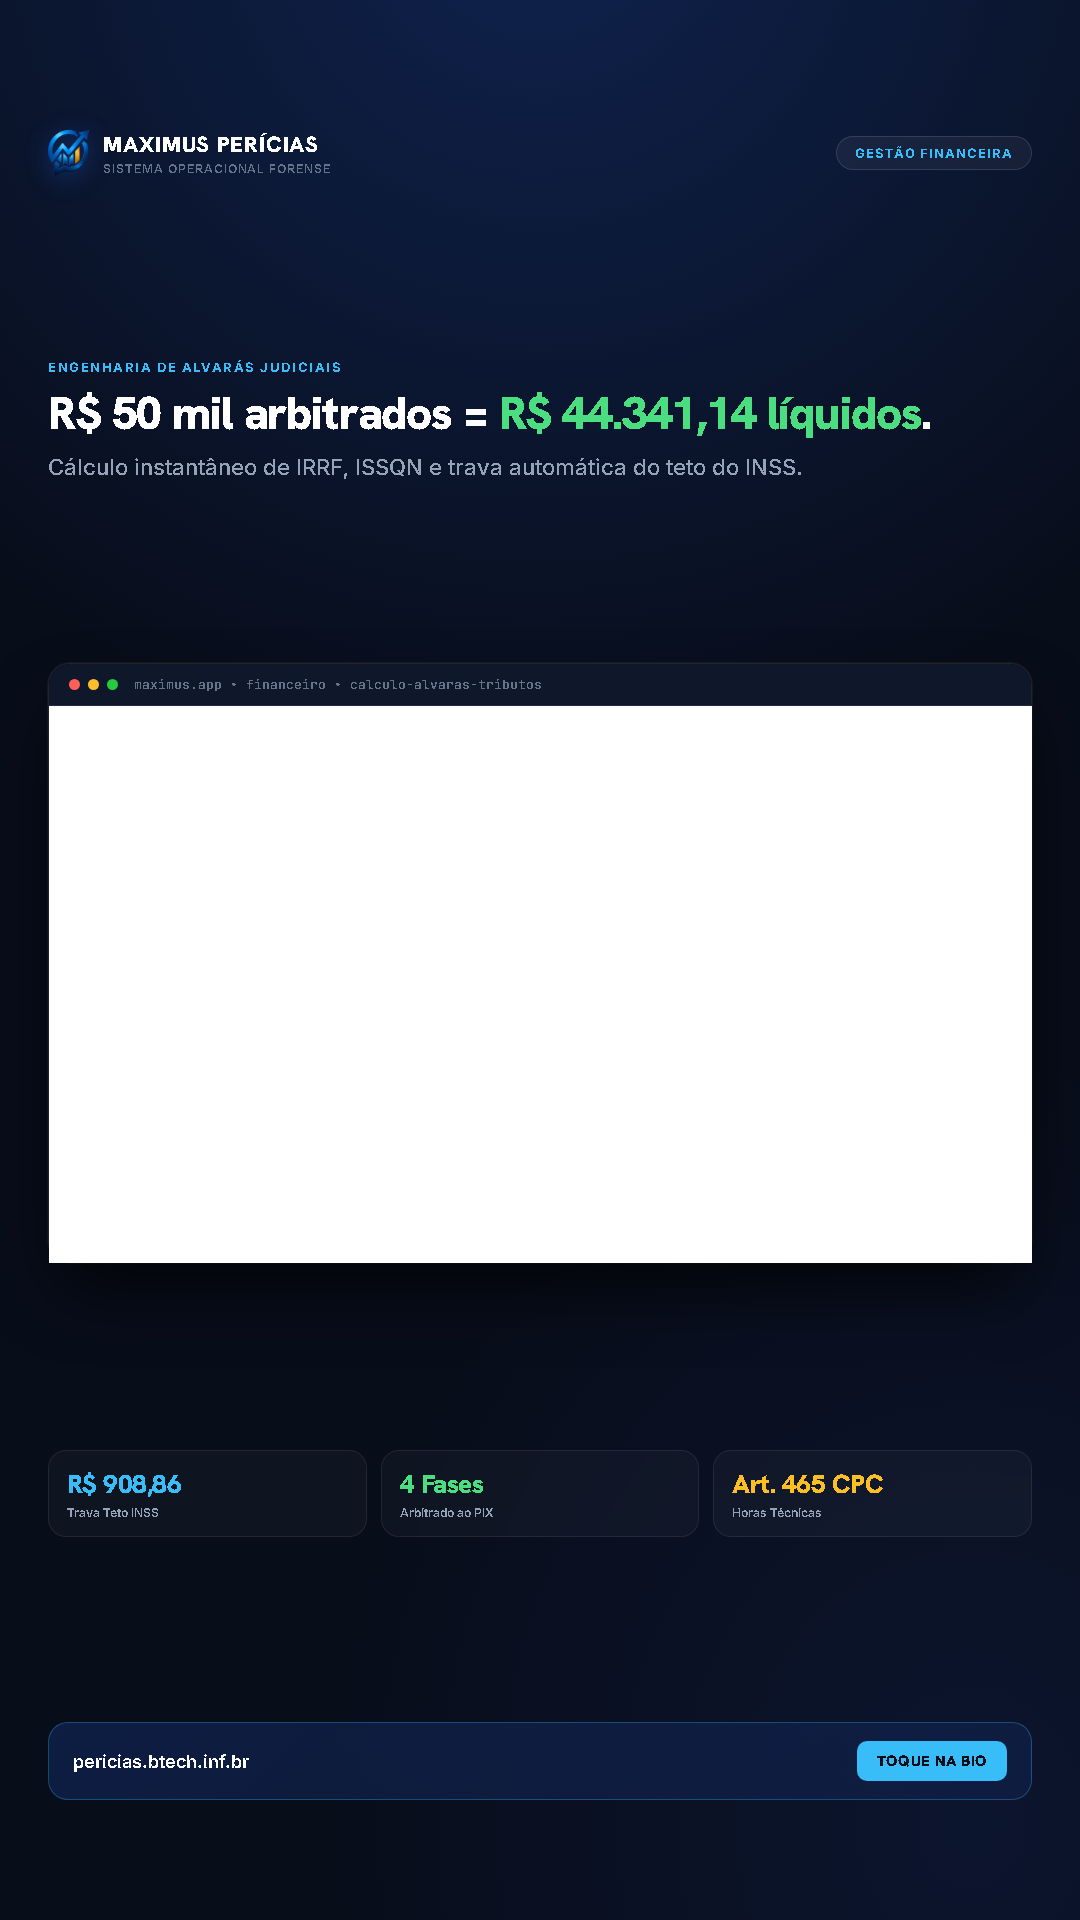 MAXIMUS PERÍCIAS
SISTEMA OPERACIONAL FORENSE
GESTÃO FINANCEIRA
ENGENHARIA DE ALVARÁS JUDICIAIS
R$ 50 mil arbitrados = R$ 44.341,14 líquidos.
Cálculo instantâneo de IRRF, ISSQN e trava automática do teto do INSS.
maximus.app • financeiro • calculo-alvaras-tributos
R$ 908,86
Trava Teto INSS
4 Fases
Arbitrado ao PIX
Art. 465 CPC
Horas Técnicas
pericias.btech.inf.br
TOQUE NA BIO